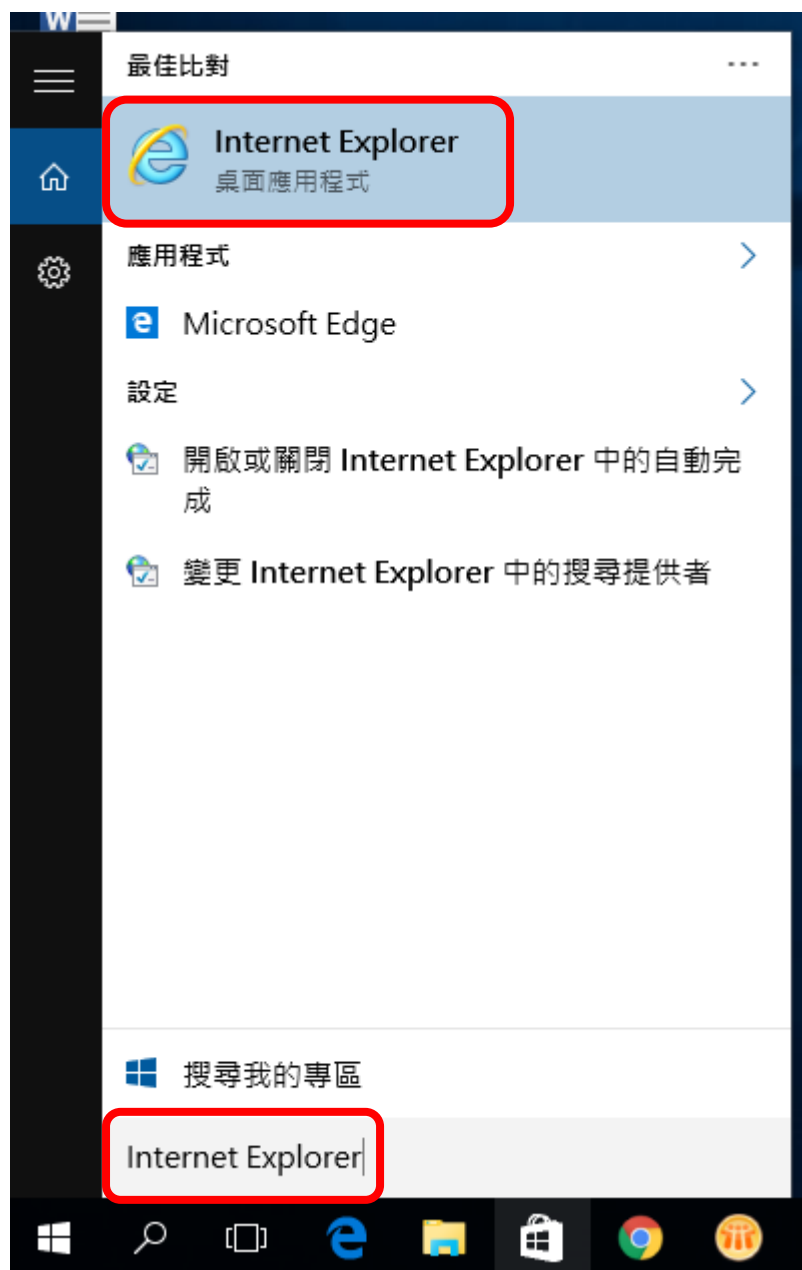 W
最佳比對
Internet Explorer
桌面應用程式
應用程式
Microsoft Edge
設定
開啟或關閉 Internet Explorer 中的自動完
成
變更 Internet Explorer 中的搜尋提供者
搜尋我的專區
Internet Explorer